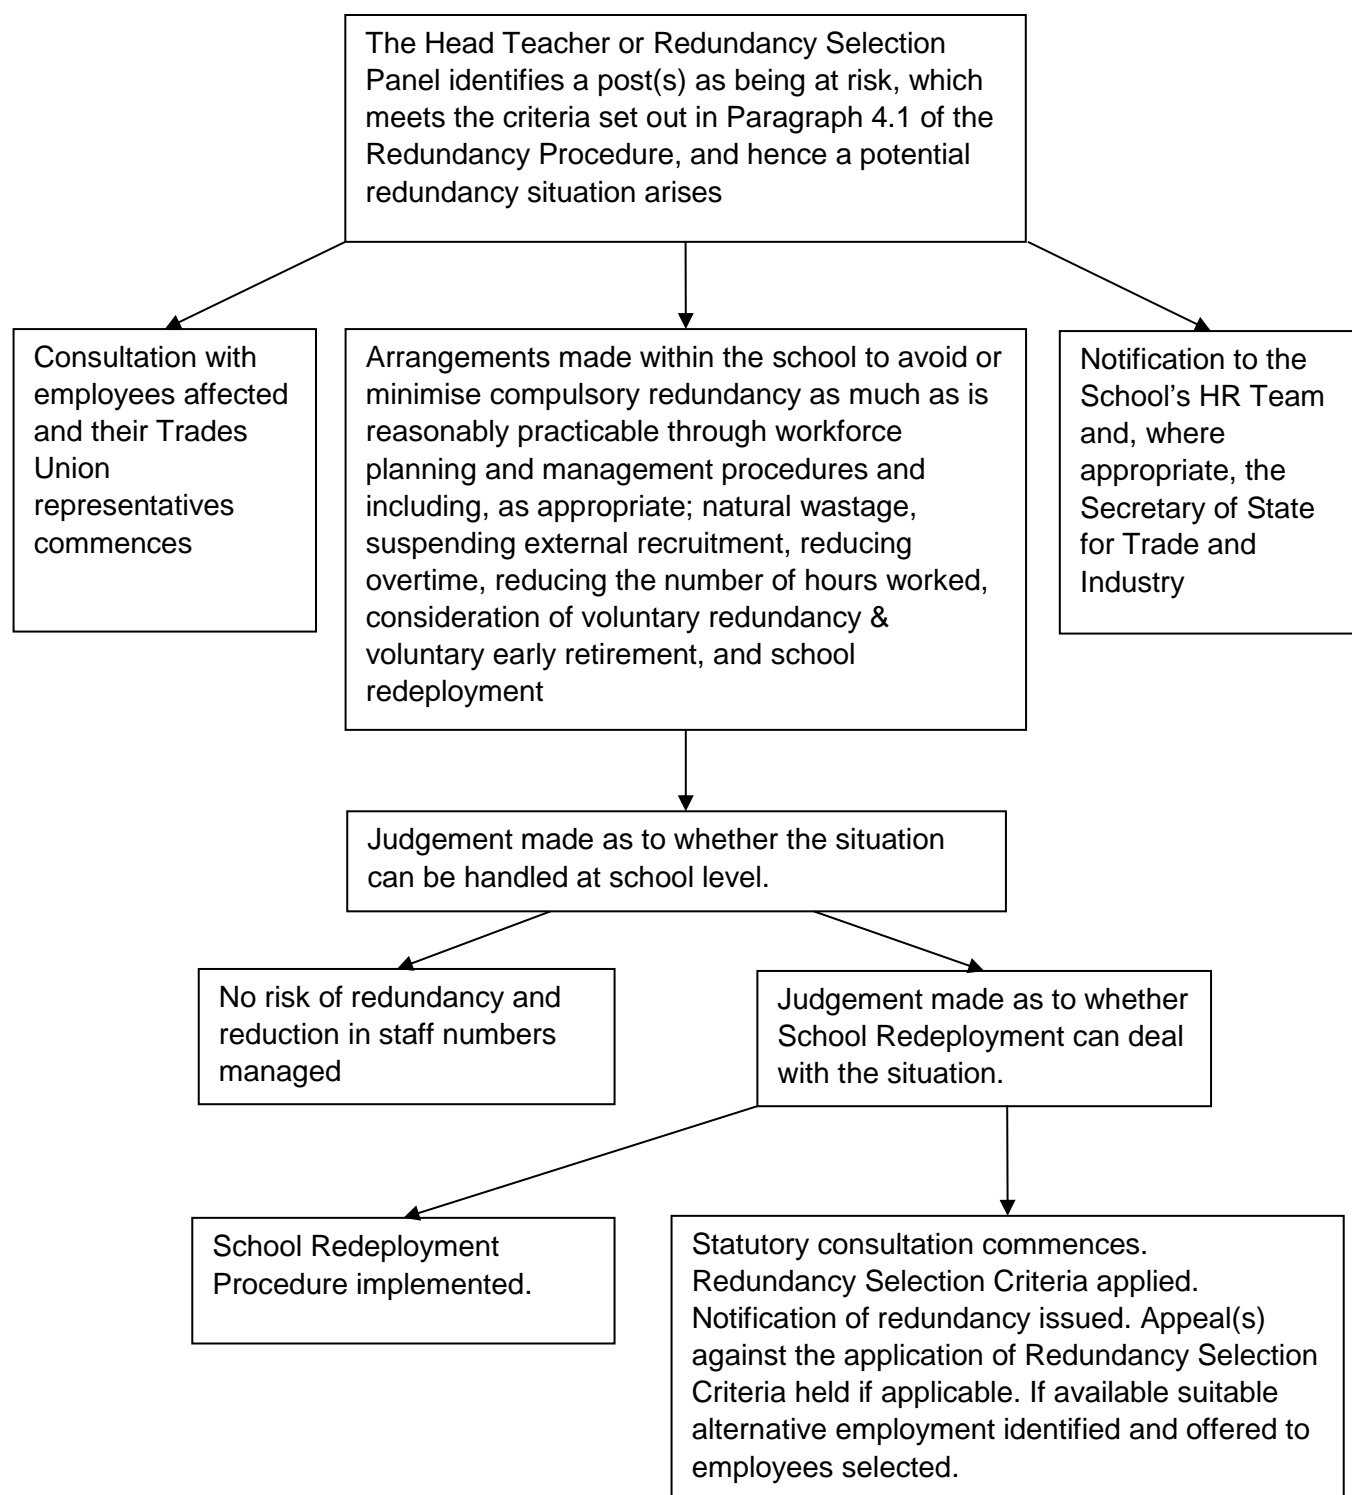 The Head Teacher or Redundancy Selection
Panel identifies a post(s) as being at risk, which
meets the criteria set out in Paragraph 4.1 of the
Redundancy Procedure, and hence a potential
redundancy situation arises
Consultation with
employees affected
and their Trades
Union
representatives
commences
Arrangements made within the school to avoid or
minimise compulsory redundancy as much as is
reasonably practicable through workforce
planning and management procedures and
including, as appropriate; natural wastage,
suspending external recruitment, reducing
overtime, reducing the number of hours worked,
consideration of voluntary redundancy &
voluntary early retirement, and school
redeployment
Notification to the
School’s HR Team
and, where
appropriate, the
Secretary of State
for Trade and
Industry
Judgement made as to whether the situation
can be handled at school level.
No risk of redundancy and
reduction in staff numbers
managed
Judgement made as to whether
School Redeployment can deal
with the situation.
School Redeployment
Procedure implemented.
Statutory consultation commences.
Redundancy Selection Criteria applied.
Notification of redundancy issued. Appeal(s)
against the application of Redundancy Selection
Criteria held if applicable. If available suitable
alternative employment identified and offered to
employees selected.